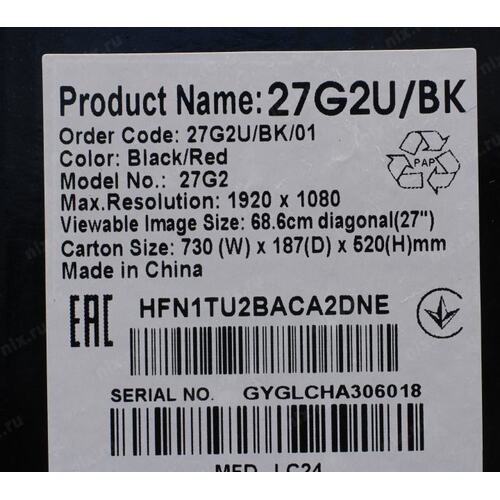 Product Name: 27G2U/BK
Order Code: 27G2U/BK/01
Color: Black/Red
Model No.: 27G2
Max.Resolution: 1920 x 1080
Viewable Image Size: 68.6cm diagonal(27")
Carton Size: 730 (W) x 187(D) x 520(H)mm
Made in China
PAP
EAC
HFN1TU2BACA2DNE
SERIAL NO. GYGLCHA306018